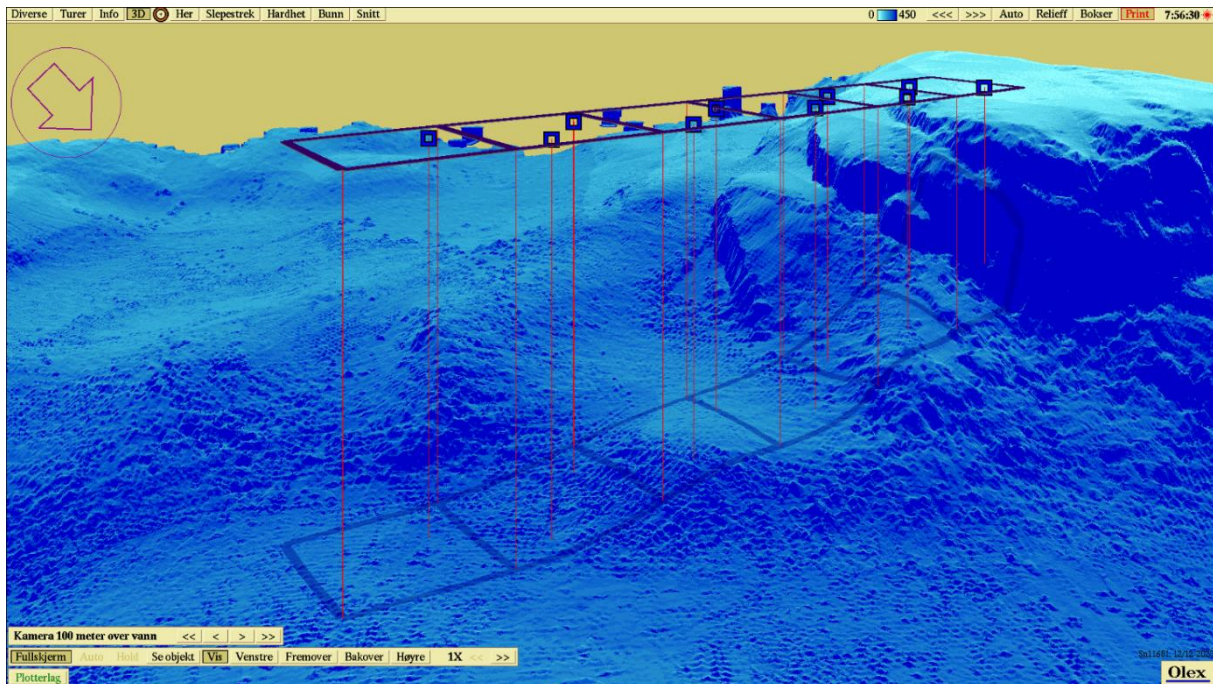 Diverse Turer Info 3D Her Slepestrek Hardhet Bunn Snitt 0 450 <<< >>> Auto Relieff Bokser Print 7:56:30
Kamera 100 meter over vann << < > >>
Fullskjerm Auto Hold Se objekt Vis Venstre Fremover Bakover Høyre 1X << >>
Plotterlag
Olex